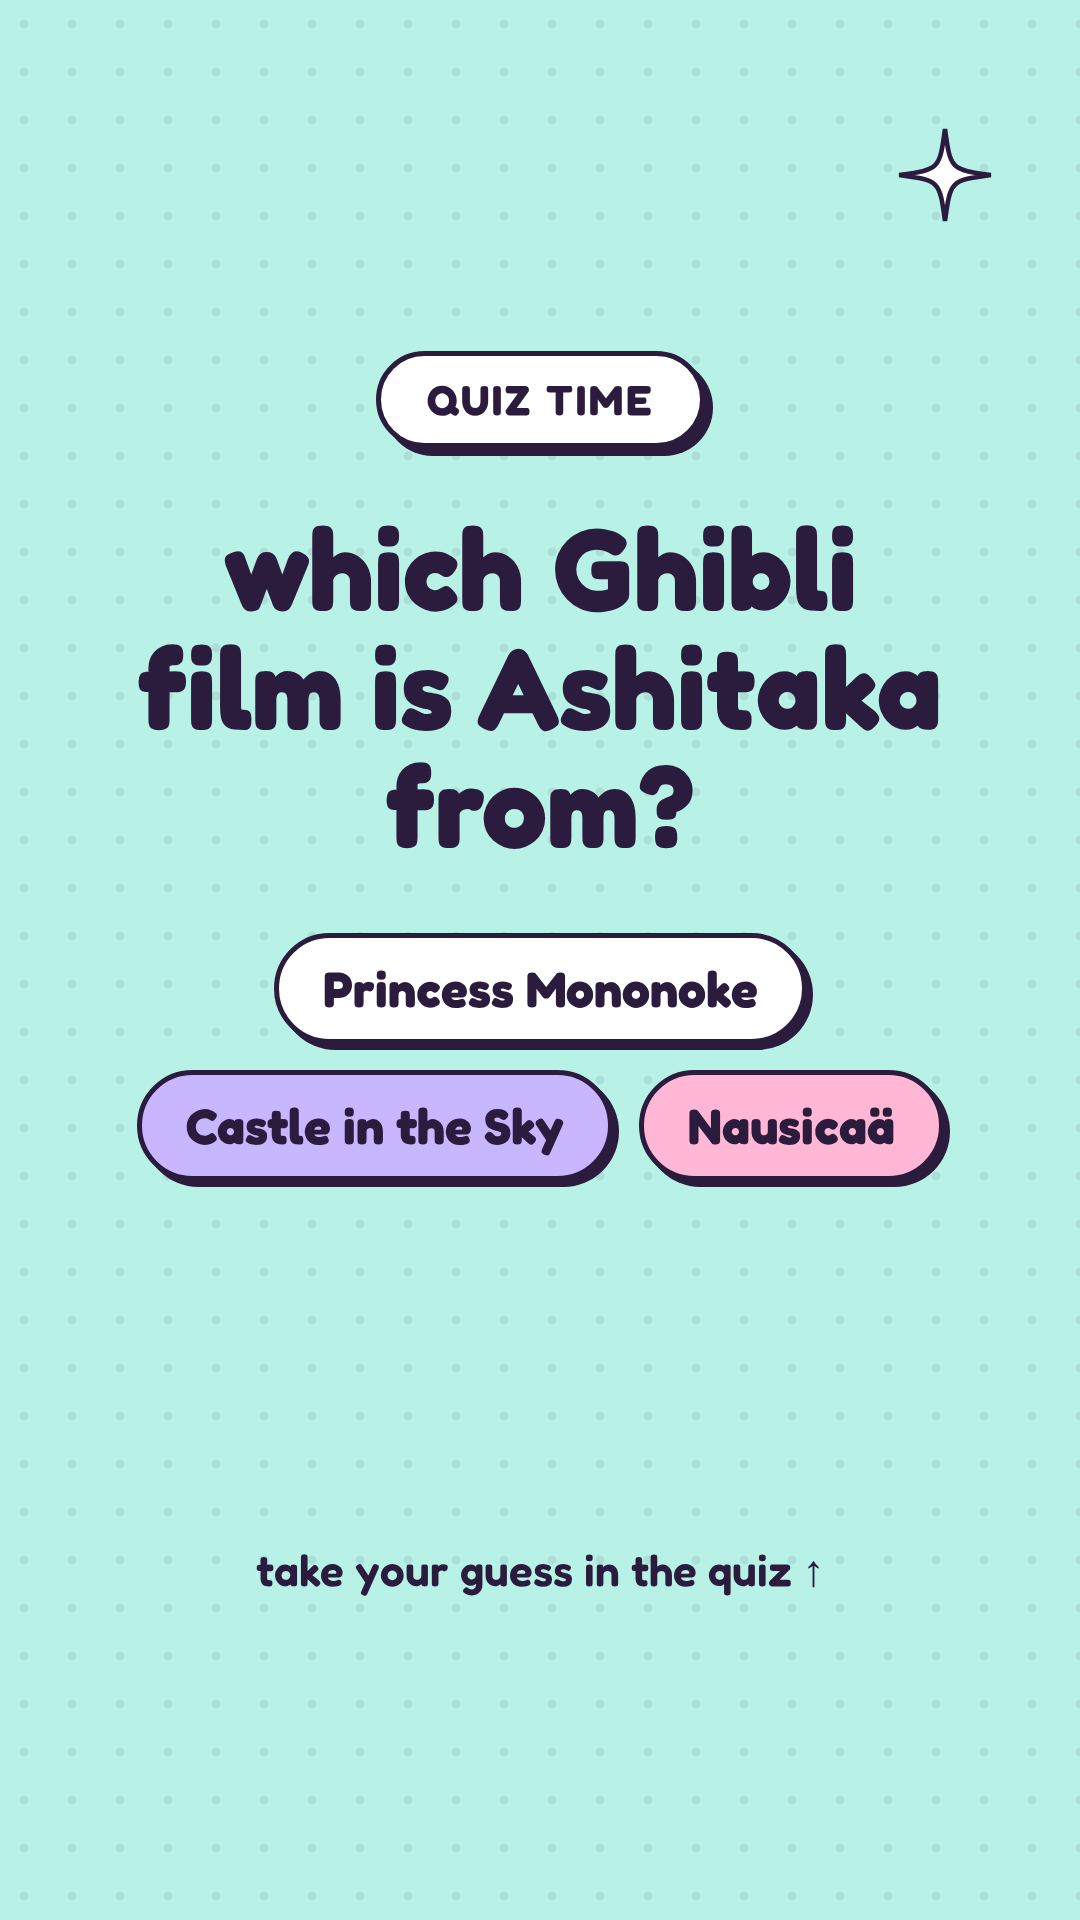 QUIZ TIME
which Ghibli
film is Ashitaka
from?
Princess Mononoke
Castle in the Sky
Nausicaä
take your guess in the quiz ↑